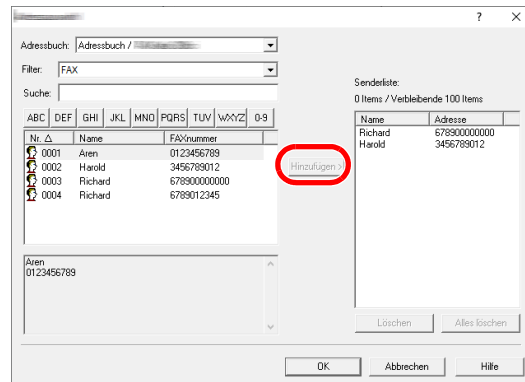 ?
Adressbuch: Adressbuch /
Filter: FAX
Suche:
ABC DEF GHI JKL MNO PQRS TUV WXYZ 0-9
Nr. △ Name FAXnummer
0001 Aren 0123456789
0002 Harold 3456789012
0003 Richard 678900000000
0004 Richard 6789012345
Aren
0123456789
Hinzufügen >
Senderliste:
0 Items / Verbleibende 100 Items
Name Adresse
Richard 678900000000
Harold 3456789012
Löschen Alles löschen
OK Abbrechen Hilfe